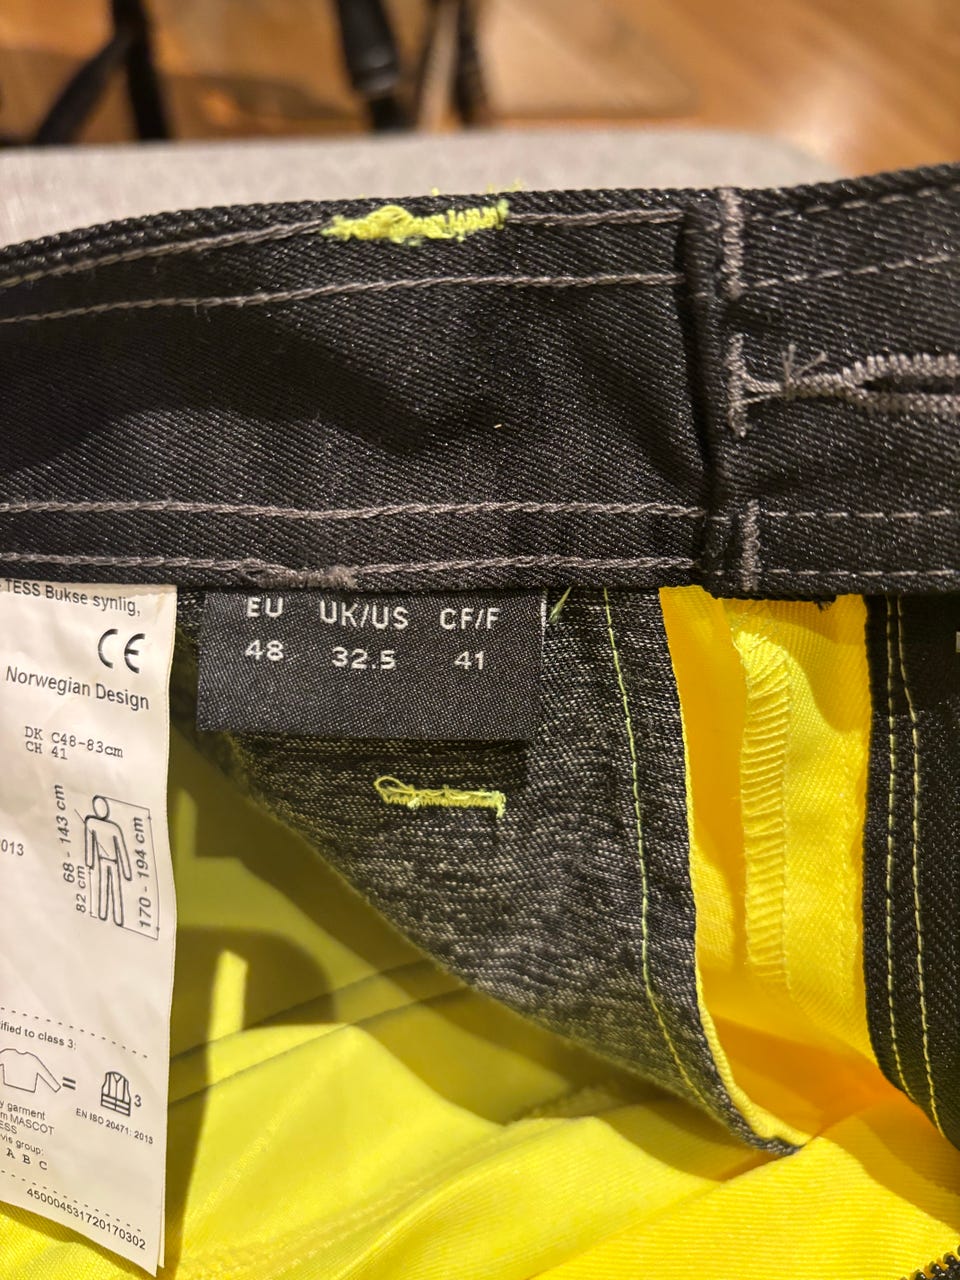 TESS Bukse synlig,
CE
Norwegian Design
DK C48-83cm
CH 41
013
68 - 143 cm
82 cm
170 - 194 cm
ified to class 3:
=
3
EN ISO 20471: 2013
y garment
m MASCOT
ESS
vis group:
A B C
450004531720170302
EU UK/US CF/F
48 32.5 41